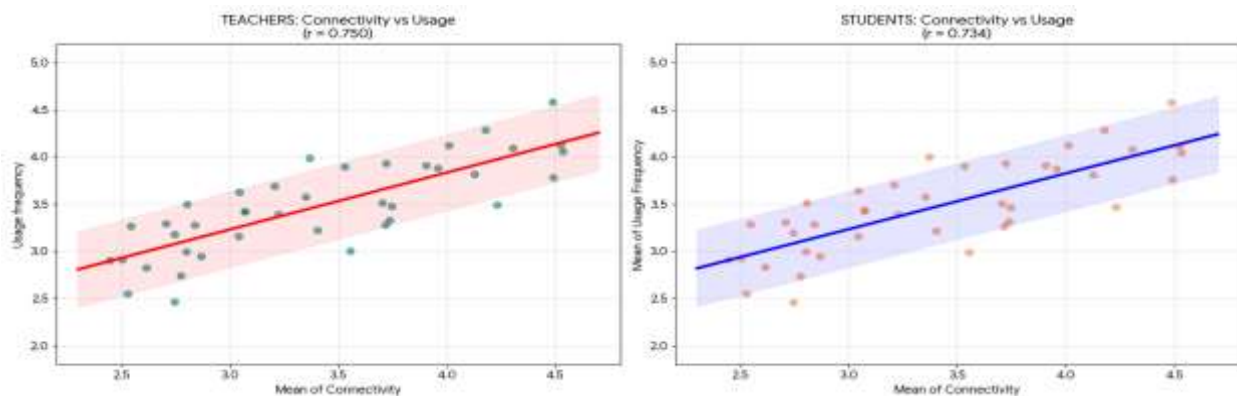 TEACHERS: Connectivity vs Usage
(r = 0.750)
Usage frequency
5.0
4.5
4.0
3.5
3.0
2.5
2.0
2.5 3.0 3.5 4.0 4.5
Mean of Connectivity
STUDENTS: Connectivity vs Usage
(r = 0.734)
Mean of Usage Frequency
5.0
4.5
4.0
3.5
3.0
2.5
2.0
2.5 3.0 3.5 4.0 4.5
Mean of Connectivity